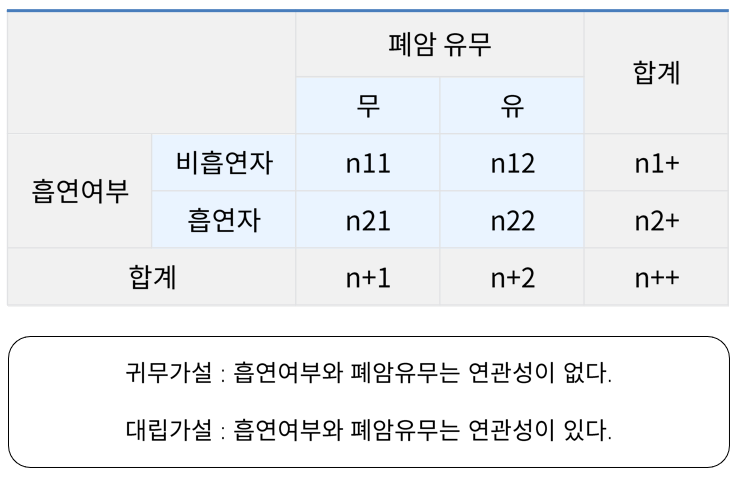 폐암 유무
합계
무 유
흡연여부
비흡연자 n11 n12 n1+
흡연자 n21 n22 n2+
합계 n+1 n+2 n++
귀무가설 : 흡연여부와 폐암유무는 연관성이 없다.
대립가설 : 흡연여부와 폐암유무는 연관성이 있다.